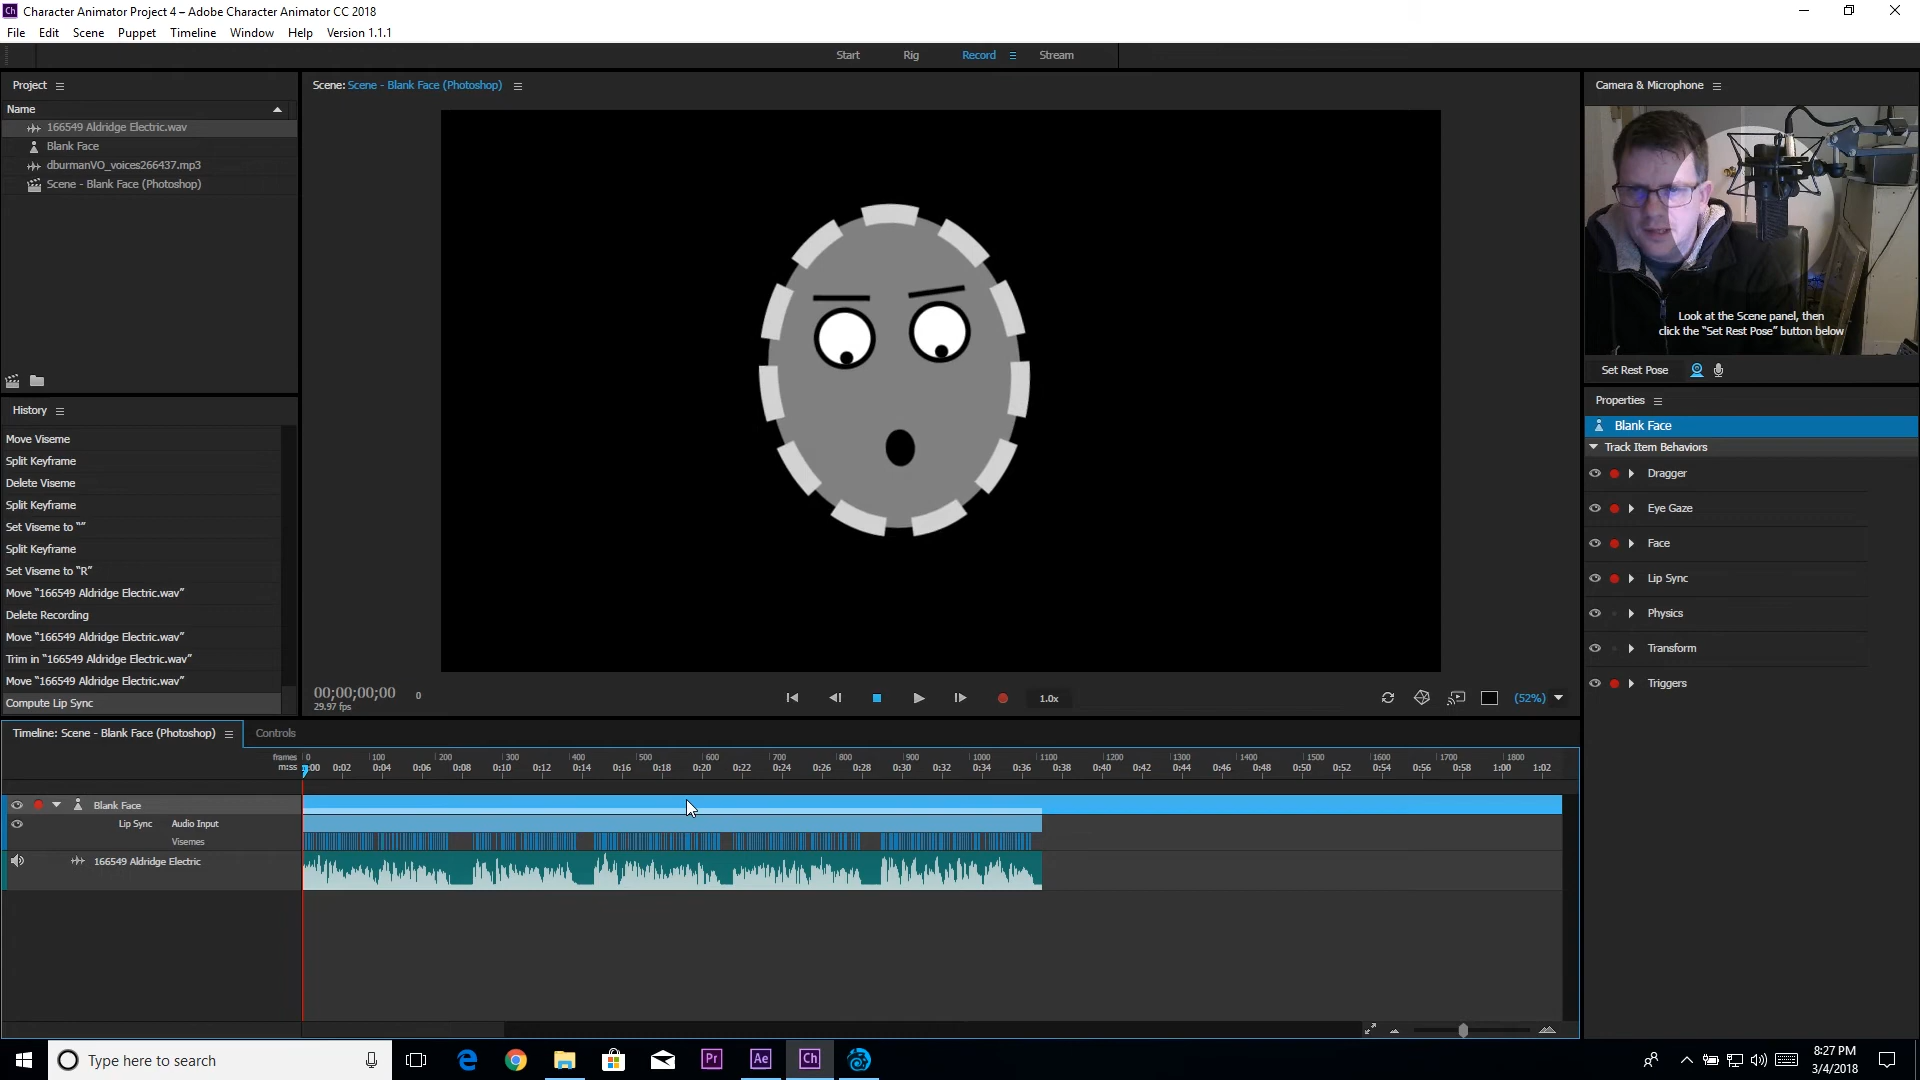 Ch Character Animator Project 4 – Adobe Character Animator CC 2018
File Edit Scene Puppet Timeline Window Help Version 1.1.1
Start Rig Record Stream
Project
Name
166549 Aldridge Electric.wav
Blank Face
dburmanVO_voices266437.mp3
Scene - Blank Face (Photoshop)
History
Move Viseme
Split Keyframe
Delete Viseme
Split Keyframe
Set Viseme to “”
Split Keyframe
Set Viseme to “R”
Move “166549 Aldridge Electric.wav”
Delete Recording
Move “166549 Aldridge Electric.wav”
Trim in “166549 Aldridge Electric.wav”
Move “166549 Aldridge Electric.wav”
Compute Lip Sync
Scene: Scene - Blank Face (Photoshop)
00;00;00;00 0
29.97 fps
1.0x
(52%)
Camera & Microphone
Look at the Scene panel, then
click the “Set Rest Pose” button below
Set Rest Pose
Properties
Blank Face
Track Item Behaviors
Dragger
Eye Gaze
Face
Lip Sync
Physics
Transform
Triggers
Timeline: Scene - Blank Face (Photoshop) Controls
frames 0 100 200 300 400 500 600 700 800 900 1000 1100 1200 1300 1400 1500 1600 1700 1800
m:ss 0:00 0:02 0:04 0:06 0:08 0:10 0:12 0:14 0:16 0:18 0:20 0:22 0:24 0:26 0:28 0:30 0:32 0:34 0:36 0:38 0:40 0:42 0:44 0:46 0:48 0:50 0:52 0:54 0:56 0:58 1:00 1:02
Blank Face
Lip Sync Audio Input
Visemes
166549 Aldridge Electric
Type here to search
Pr Ae Ch
8:27 PM
3/4/2018